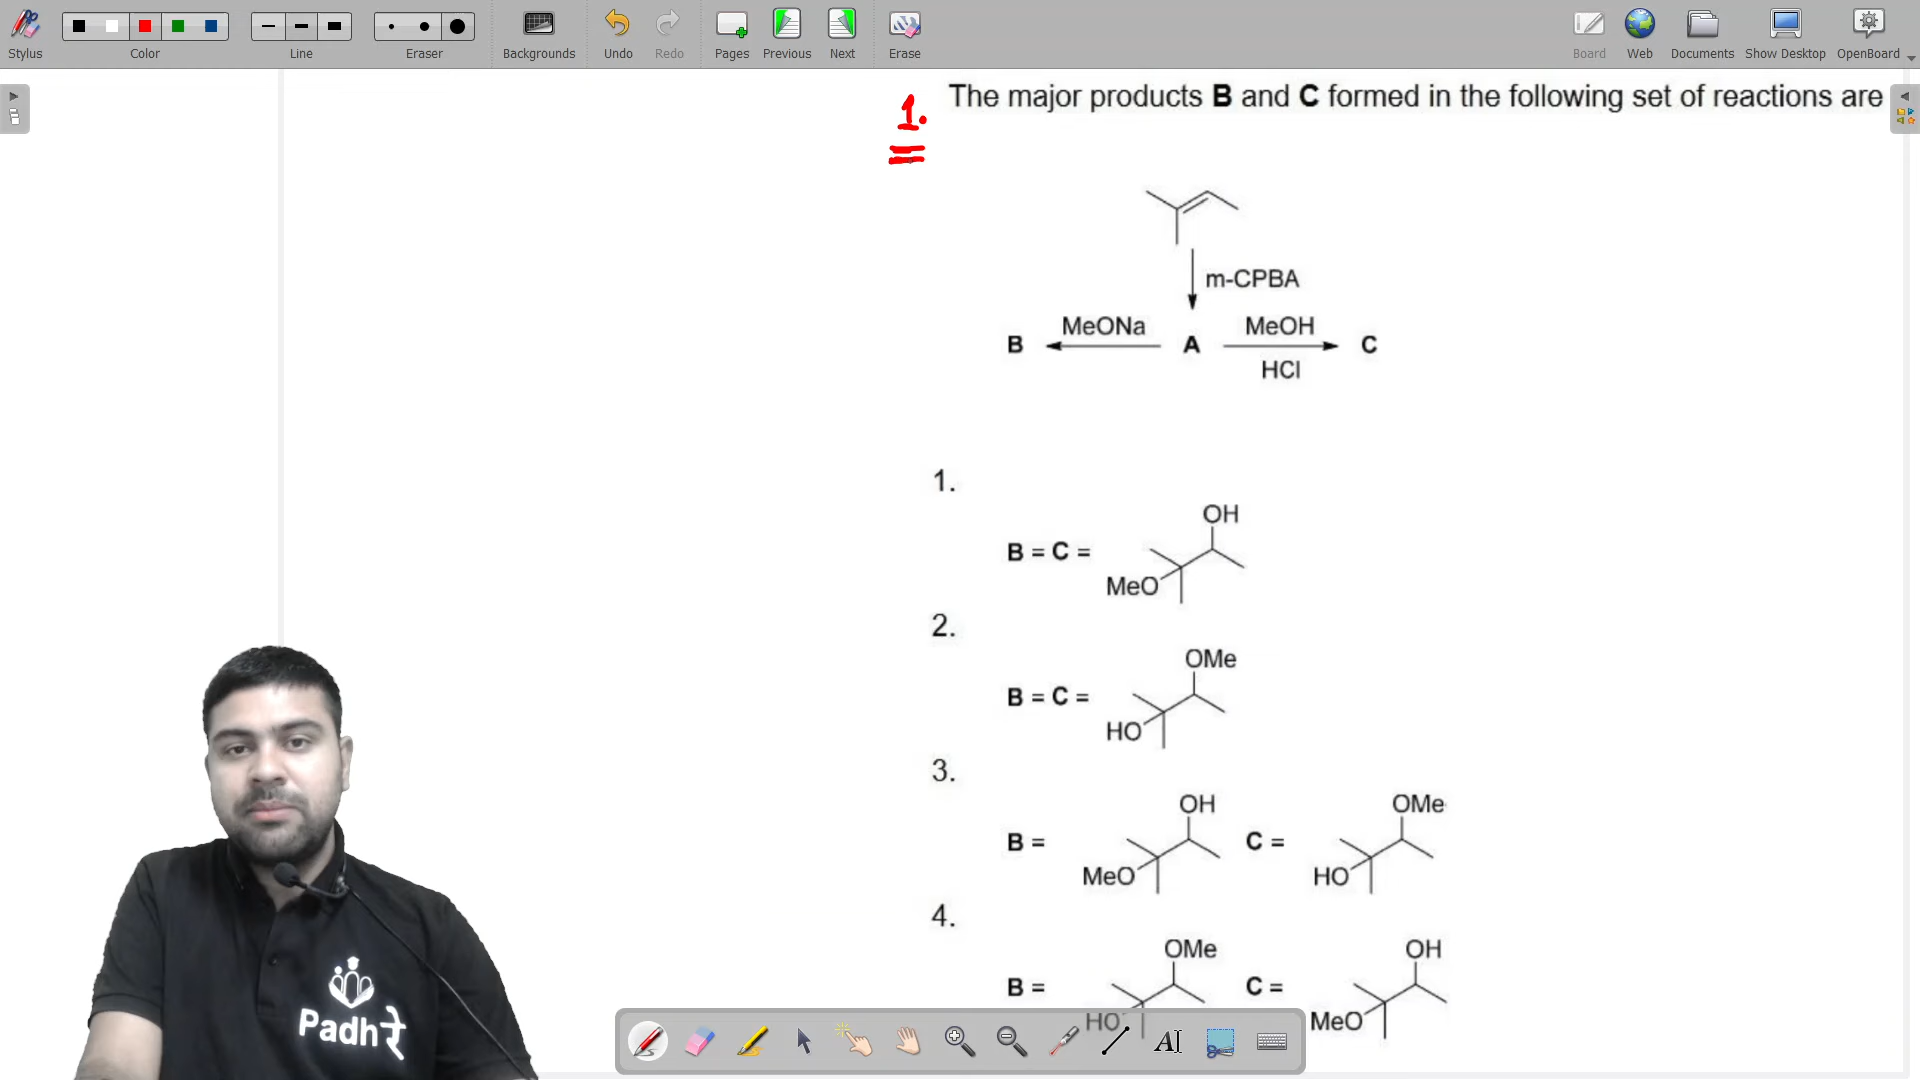 Stylus
Color
Line
Eraser
Backgrounds
Undo
Redo
Pages
Previous
Next
Erase
Board
Web
Documents
Show Desktop
OpenBoard
1.
The major products B and C formed in the following set of reactions are
m-CPBA
B MeONa A MeOH C
HCl
1.
OH
B = C =
MeO
2.
OMe
B = C =
HO
3.
OH OMe
B = C =
MeO HO
4.
OMe OH
B = C =
HO MeO
Padhरे
AI